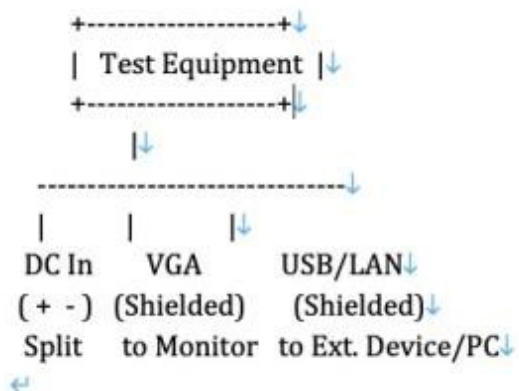 +--------------------+↓
| Test Equipment |↓
+-------------------+↓
|↓
-------------------------------↓
| | |↓
DC In VGA USB/LAN↓
( + - ) (Shielded) (Shielded)↓
Split to Monitor to Ext. Device/PC↓
↵